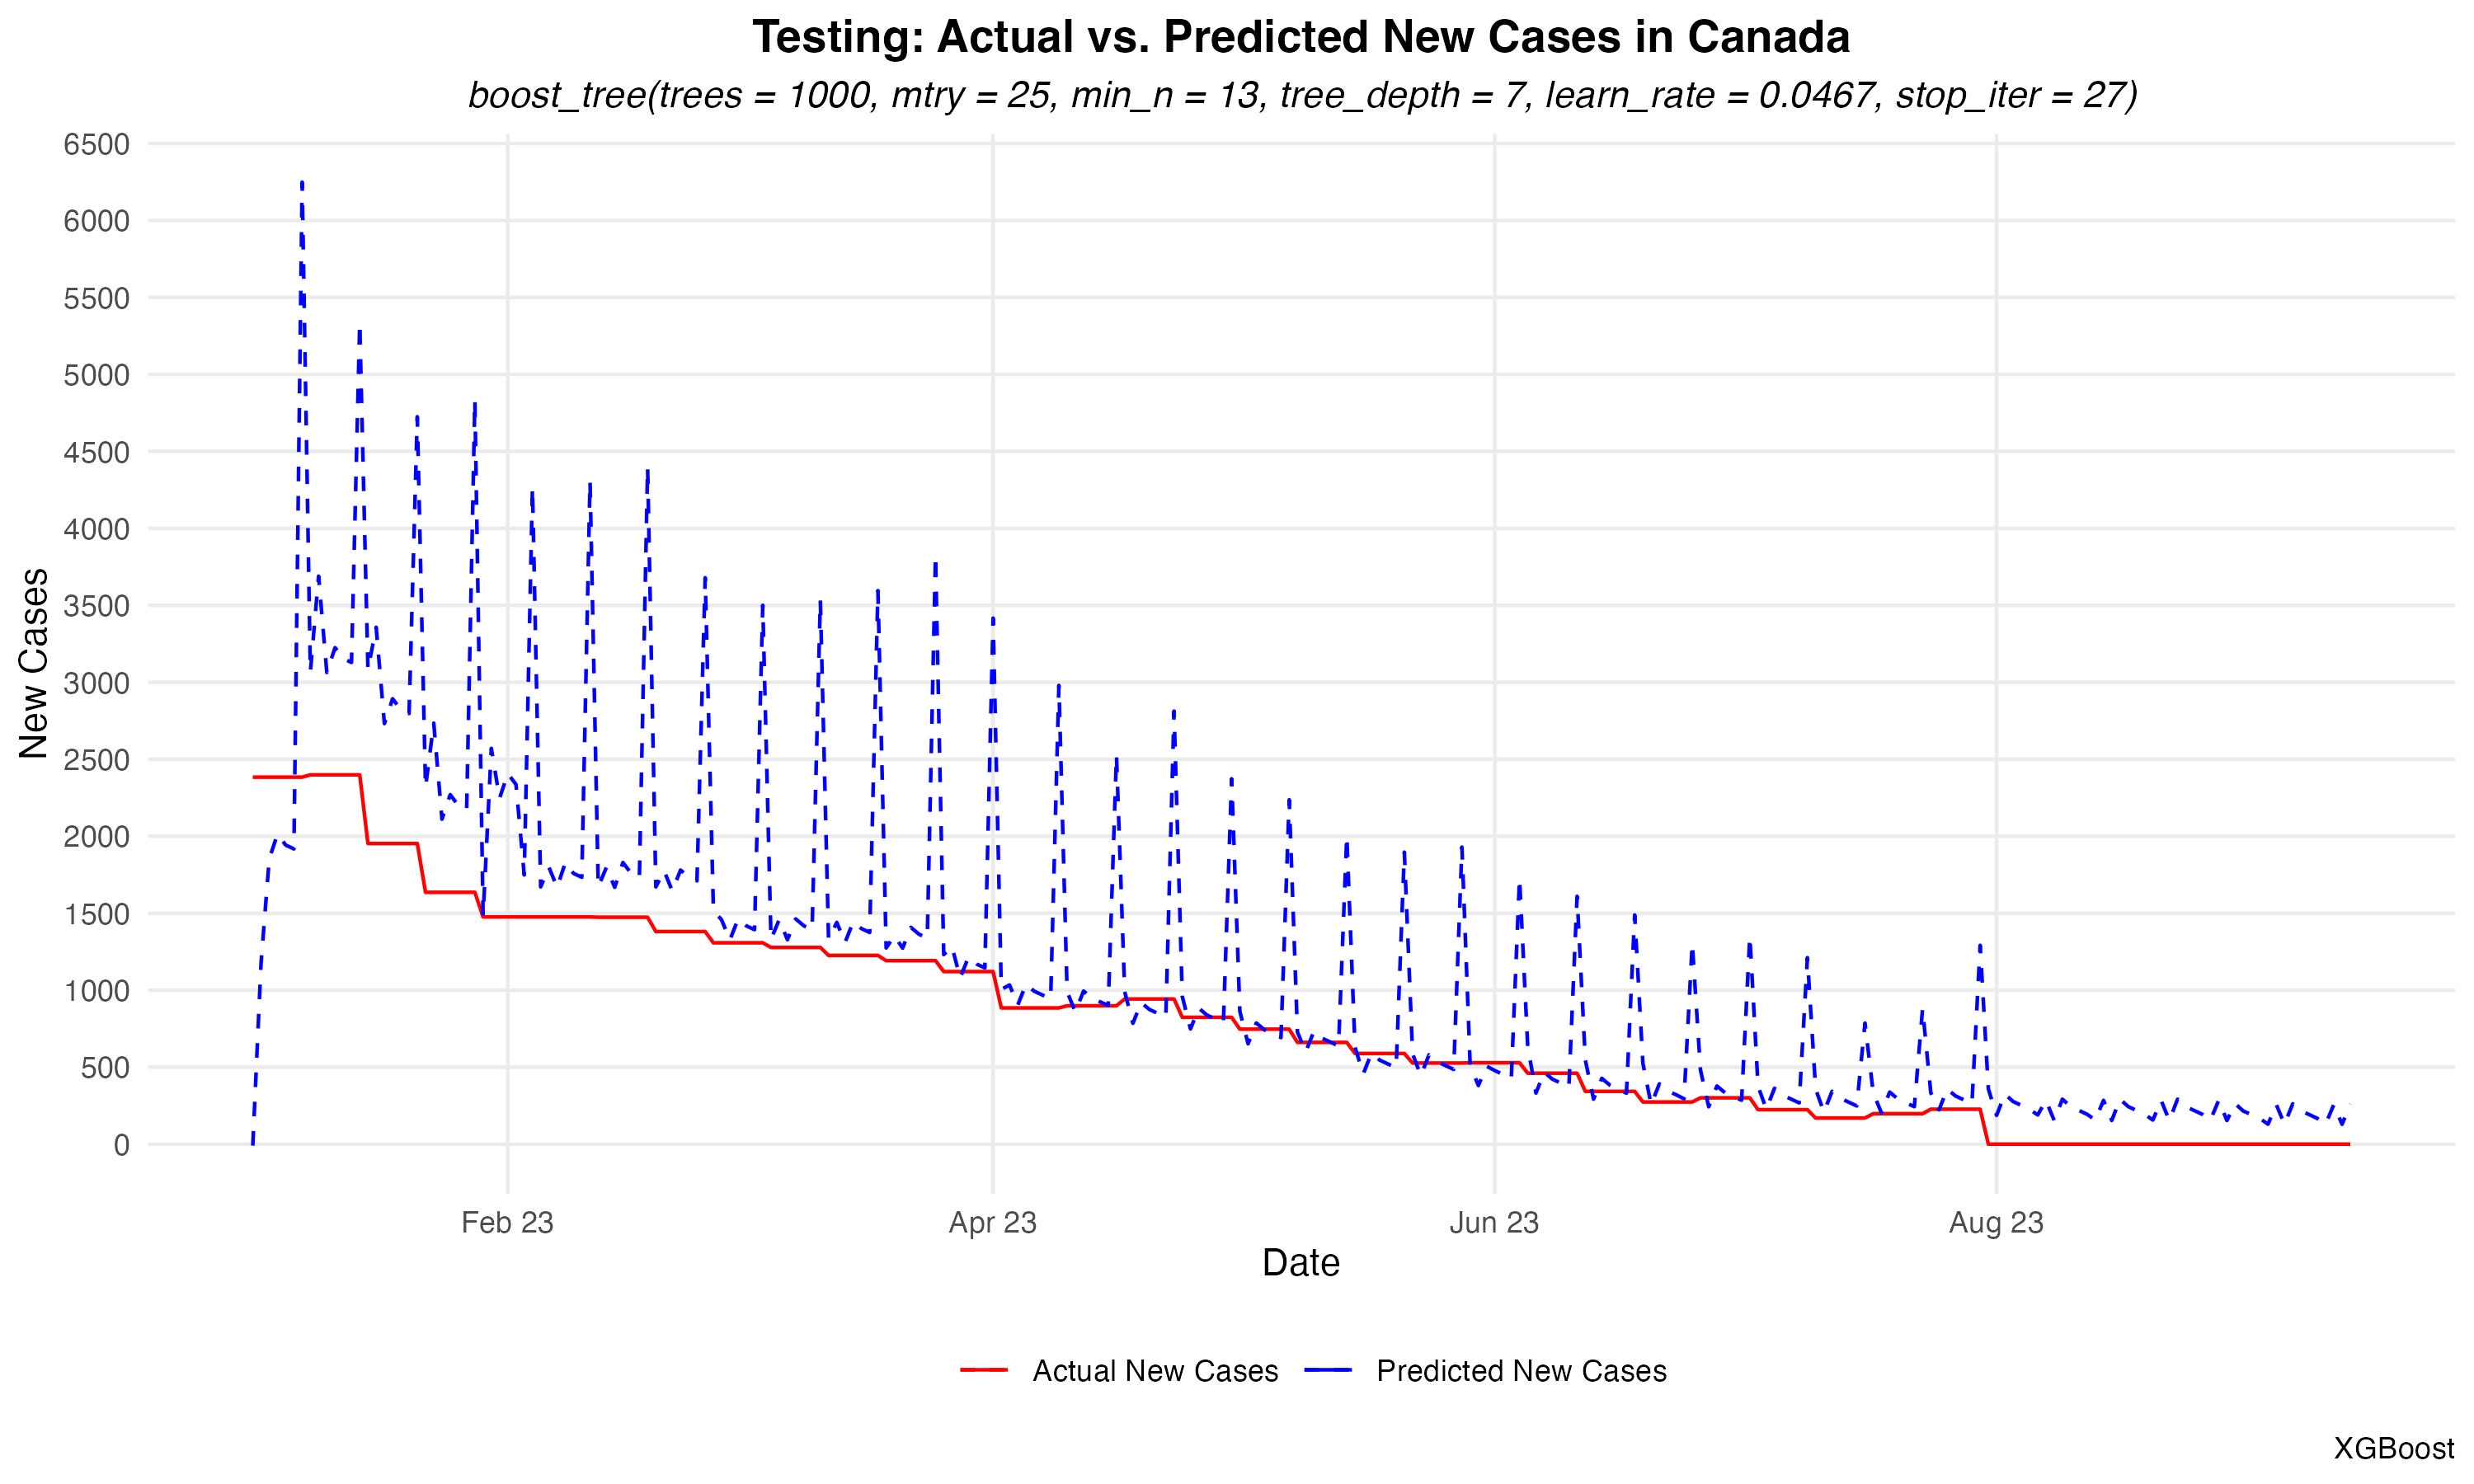 Testing: Actual vs. Predicted New Cases in Canada
boost_tree(trees = 1000, mtry = 25, min_n = 13, tree_depth = 7, learn_rate = 0.0467, stop_iter = 27)
New Cases
6500
6000
5500
5000
4500
4000
3500
3000
2500
2000
1500
1000
500
0
Feb 23 Apr 23 Jun 23 Aug 23
Date
Actual New Cases Predicted New Cases
XGBoost